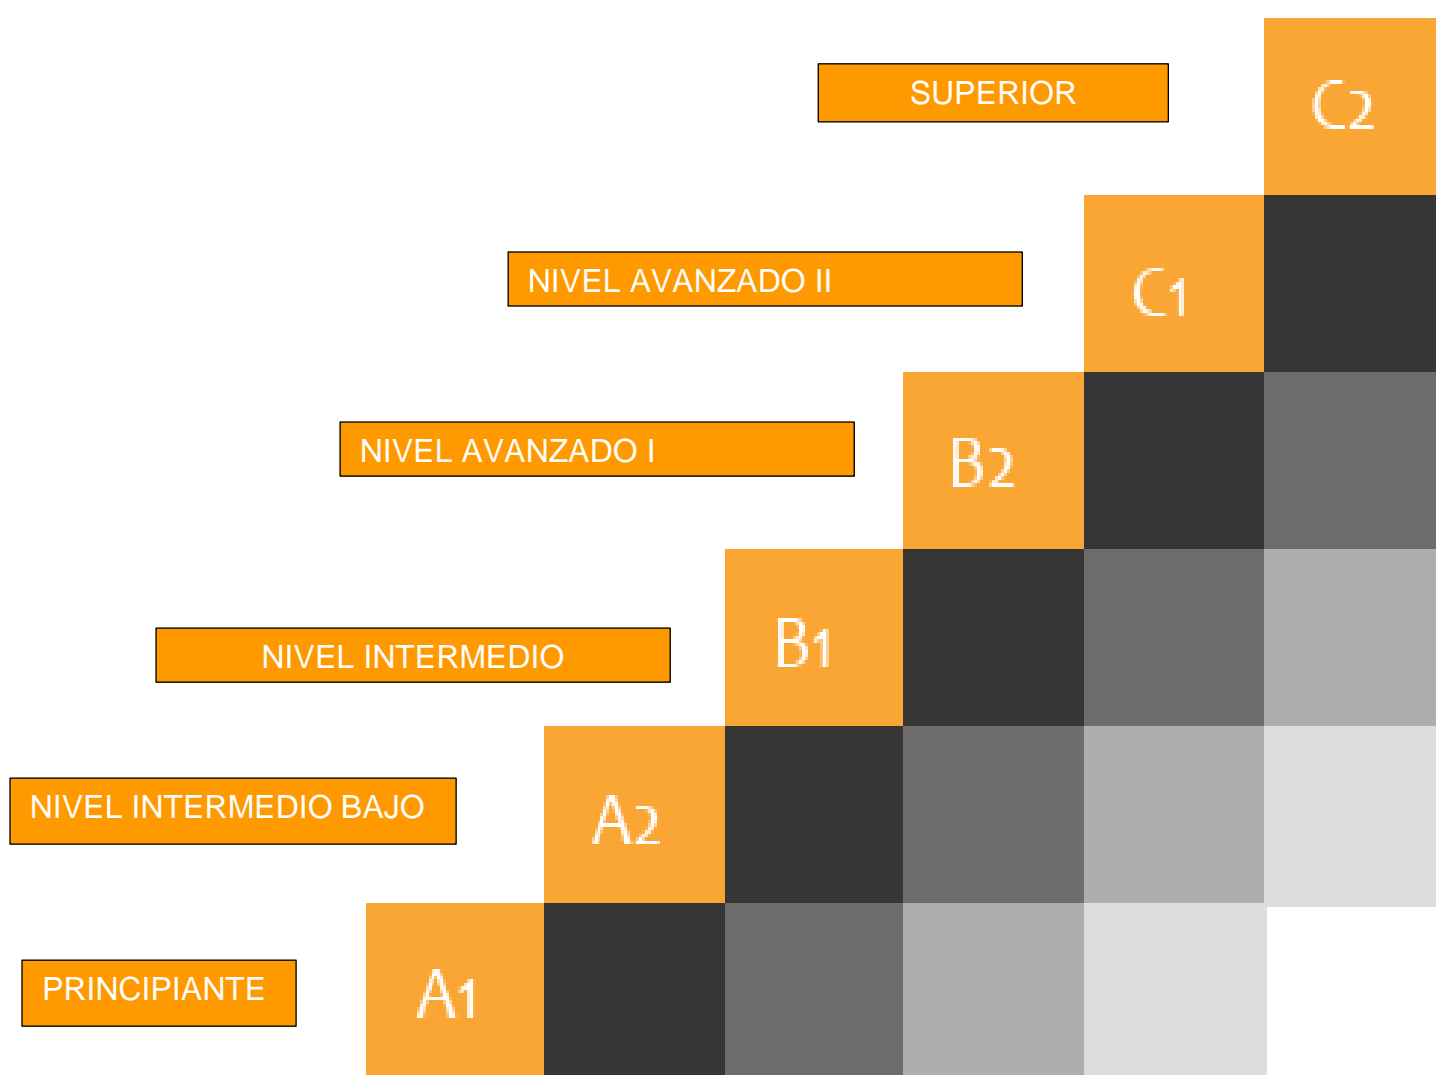 SUPERIOR
C2
NIVEL AVANZADO II
C1
NIVEL AVANZADO I
B2
NIVEL INTERMEDIO
B1
NIVEL INTERMEDIO BAJO
A2
PRINCIPIANTE
A1